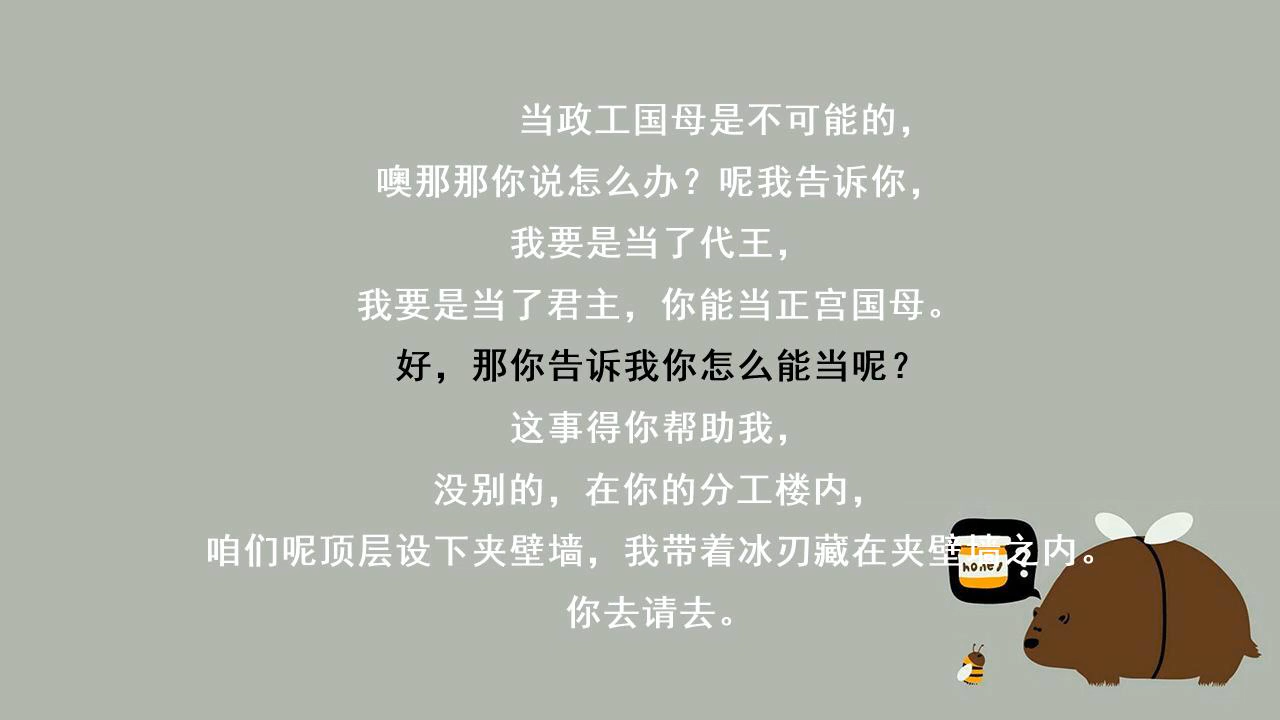 当政工国母是不可能的，
噢那那你说怎么办？呢我告诉你，
我要是当了代王，
我要是当了君主，你能当正宫国母。
好，那你告诉我你怎么能当呢？
这事得你帮助我，
没别的，在你的分工楼内，
咱们呢顶层设下夹壁墙，我带着冰刃藏在夹壁墙之内。
honey
?
你去请去。